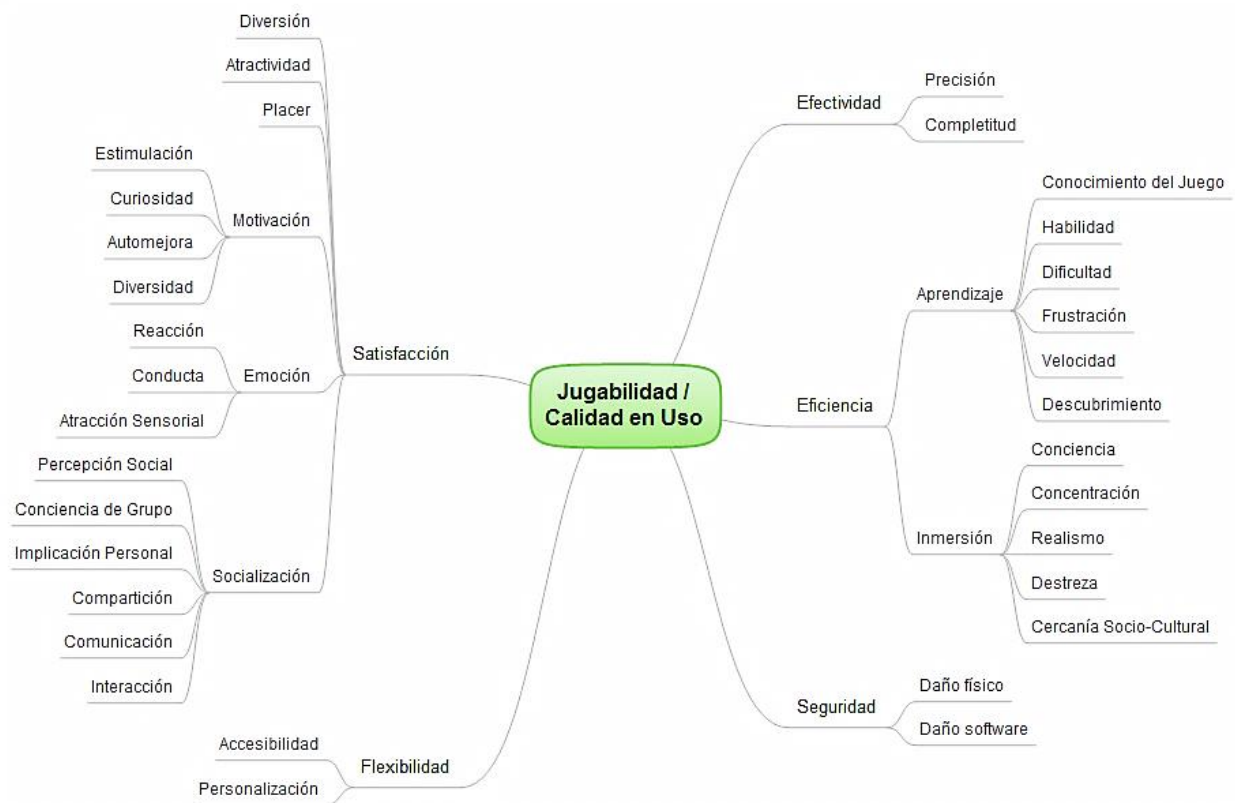 Jugabilidad /
Calidad en Uso
Satisfacción
Diversión
Atractividad
Placer
Motivación
Estimulación
Curiosidad
Automejora
Diversidad
Emoción
Reacción
Conducta
Atracción Sensorial
Socialización
Percepción Social
Conciencia de Grupo
Implicación Personal
Compartición
Comunicación
Interacción
Flexibilidad
Accesibilidad
Personalización
Efectividad
Precisión
Completitud
Eficiencia
Aprendizaje
Conocimiento del Juego
Habilidad
Dificultad
Frustración
Velocidad
Descubrimiento
Inmersión
Conciencia
Concentración
Realismo
Destreza
Cercanía Socio-Cultural
Seguridad
Daño físico
Daño software